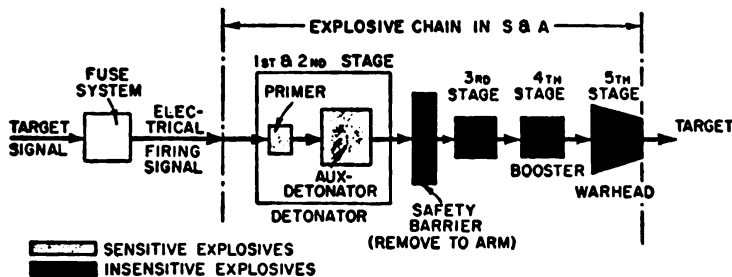 EXPLOSIVE CHAIN IN S & A
1ST & 2ND STAGE
FUSE
SYSTEM
PRIMER
3RD
STAGE
4TH
STAGE
5TH
STAGE
TARGET
SIGNAL
ELEC-
TRICAL
FIRING
SIGNAL
TARGET
AUX-
DETONATOR
DETONATOR
BOOSTER
WARHEAD
SAFETY
BARRIER
(REMOVE TO ARM)
SENSITIVE EXPLOSIVES
INSENSITIVE EXPLOSIVES